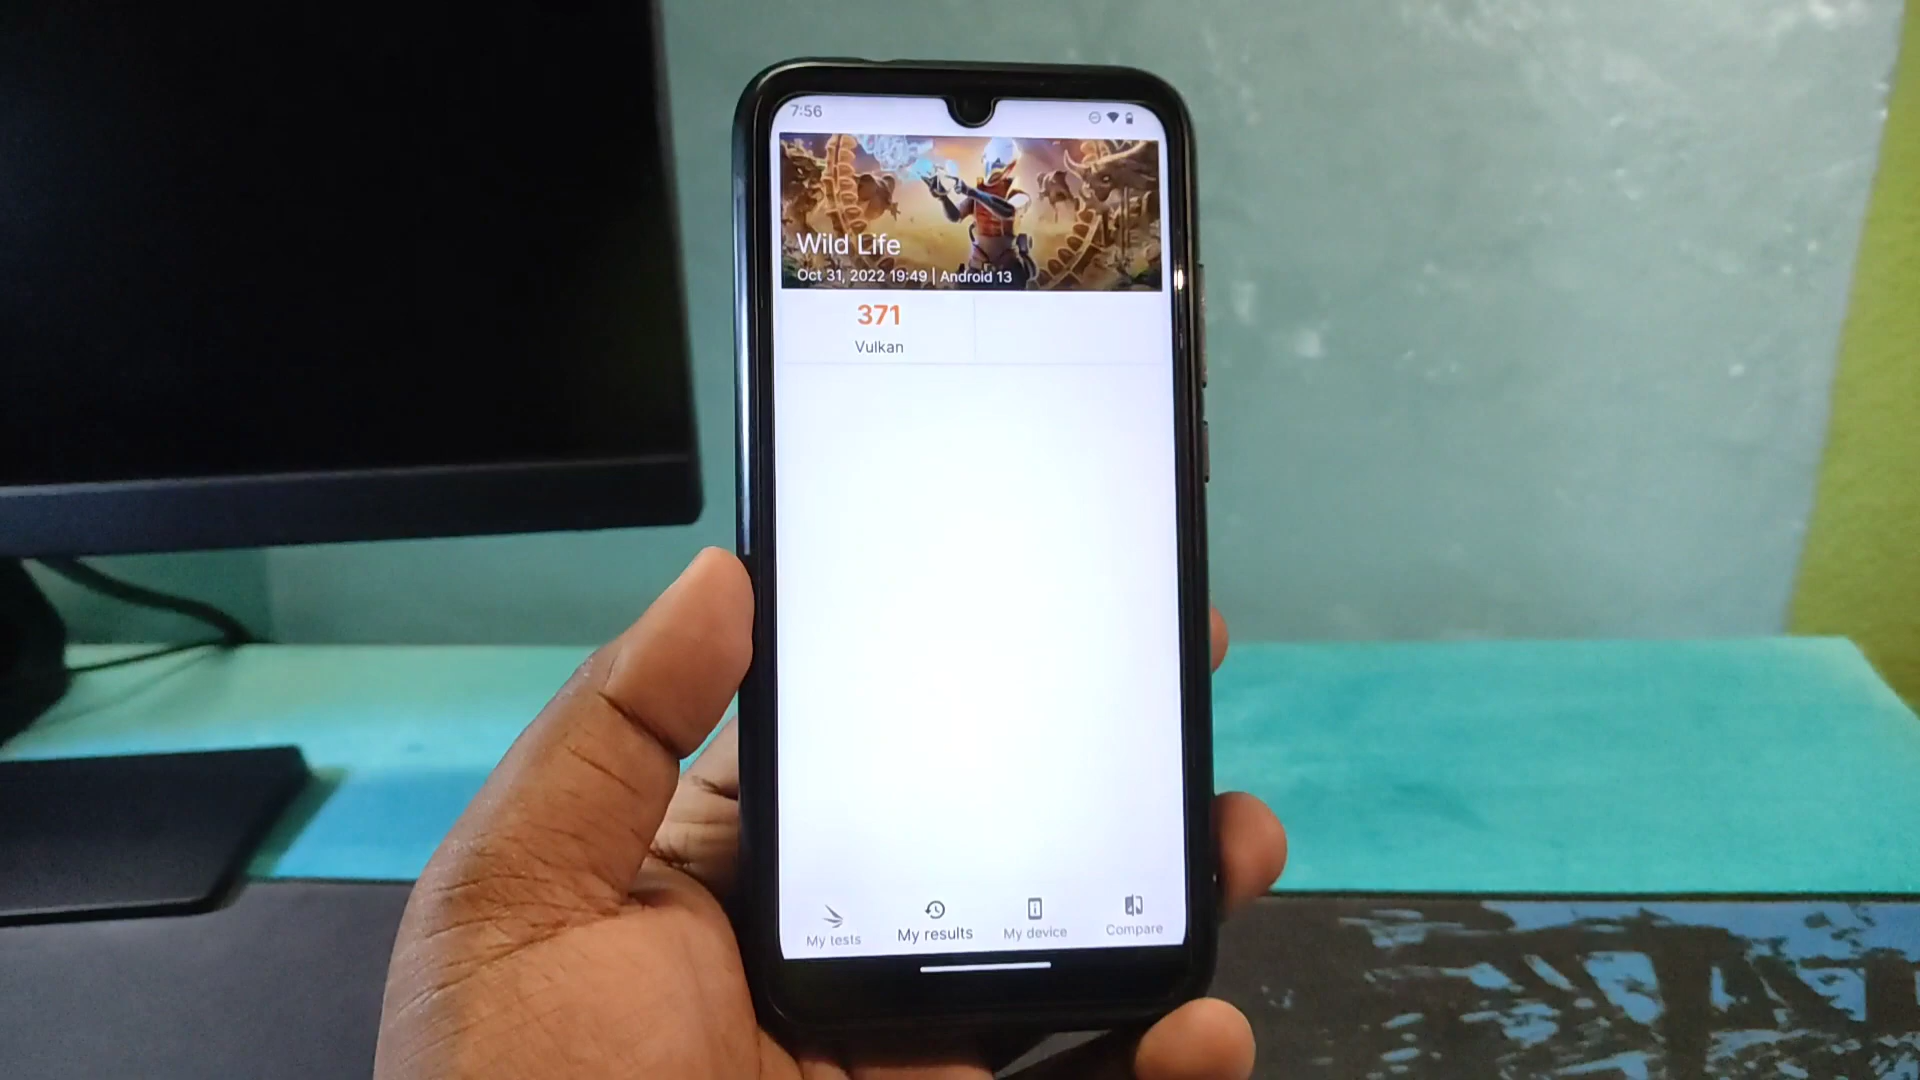 7:56
Wild Life
Oct 31, 2022 19:49 | Android 13
371
Vulkan
My tests
My results
My device
Compare